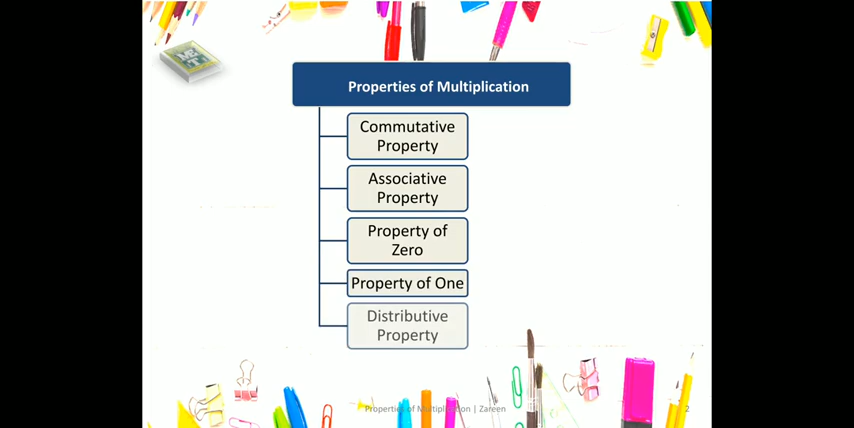 Properties of Multiplication
Commutative
Property
Associative
Property
Property of
Zero
Property of One
Distributive
Property
Properties of Multiplication | Zareen
2